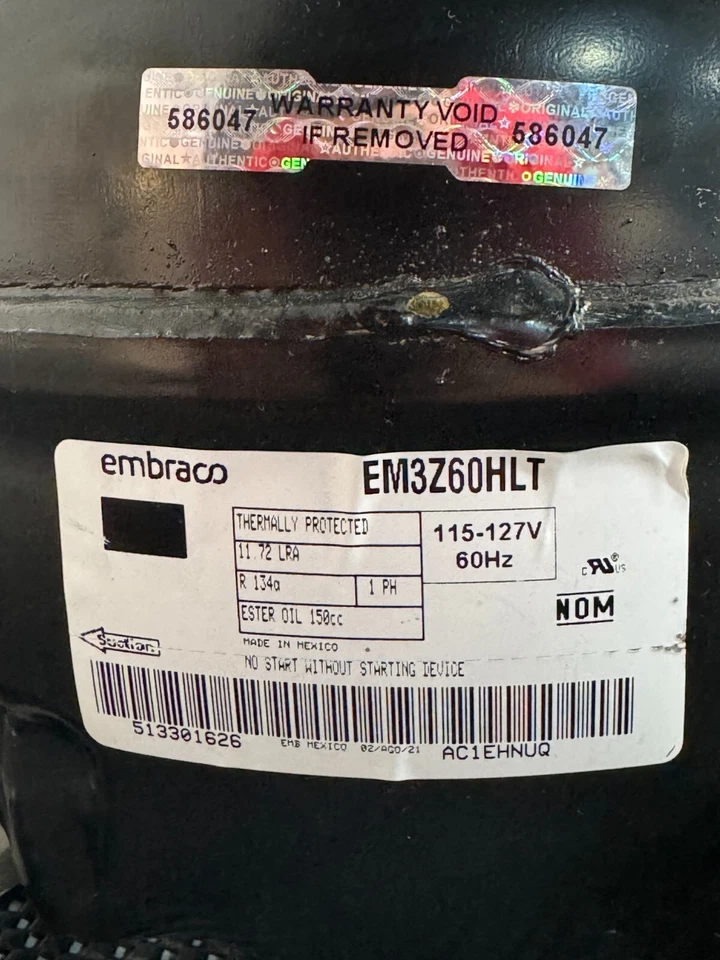 586047 WARRANTY VOID 586047
IF REMOVED
embraco EM3Z60HLT
THERMALLY PROTECTED
11.72 LRA
R 134a 1 PH
ESTER OIL 150cc
115-127V
60Hz
c RU® US
NOM
Suction
MADE IN MEXICO
NO START WITHOUT STARTING DEVICE
513301626 EMB MEXICO 02/AGO/21 AC1EHNUQ